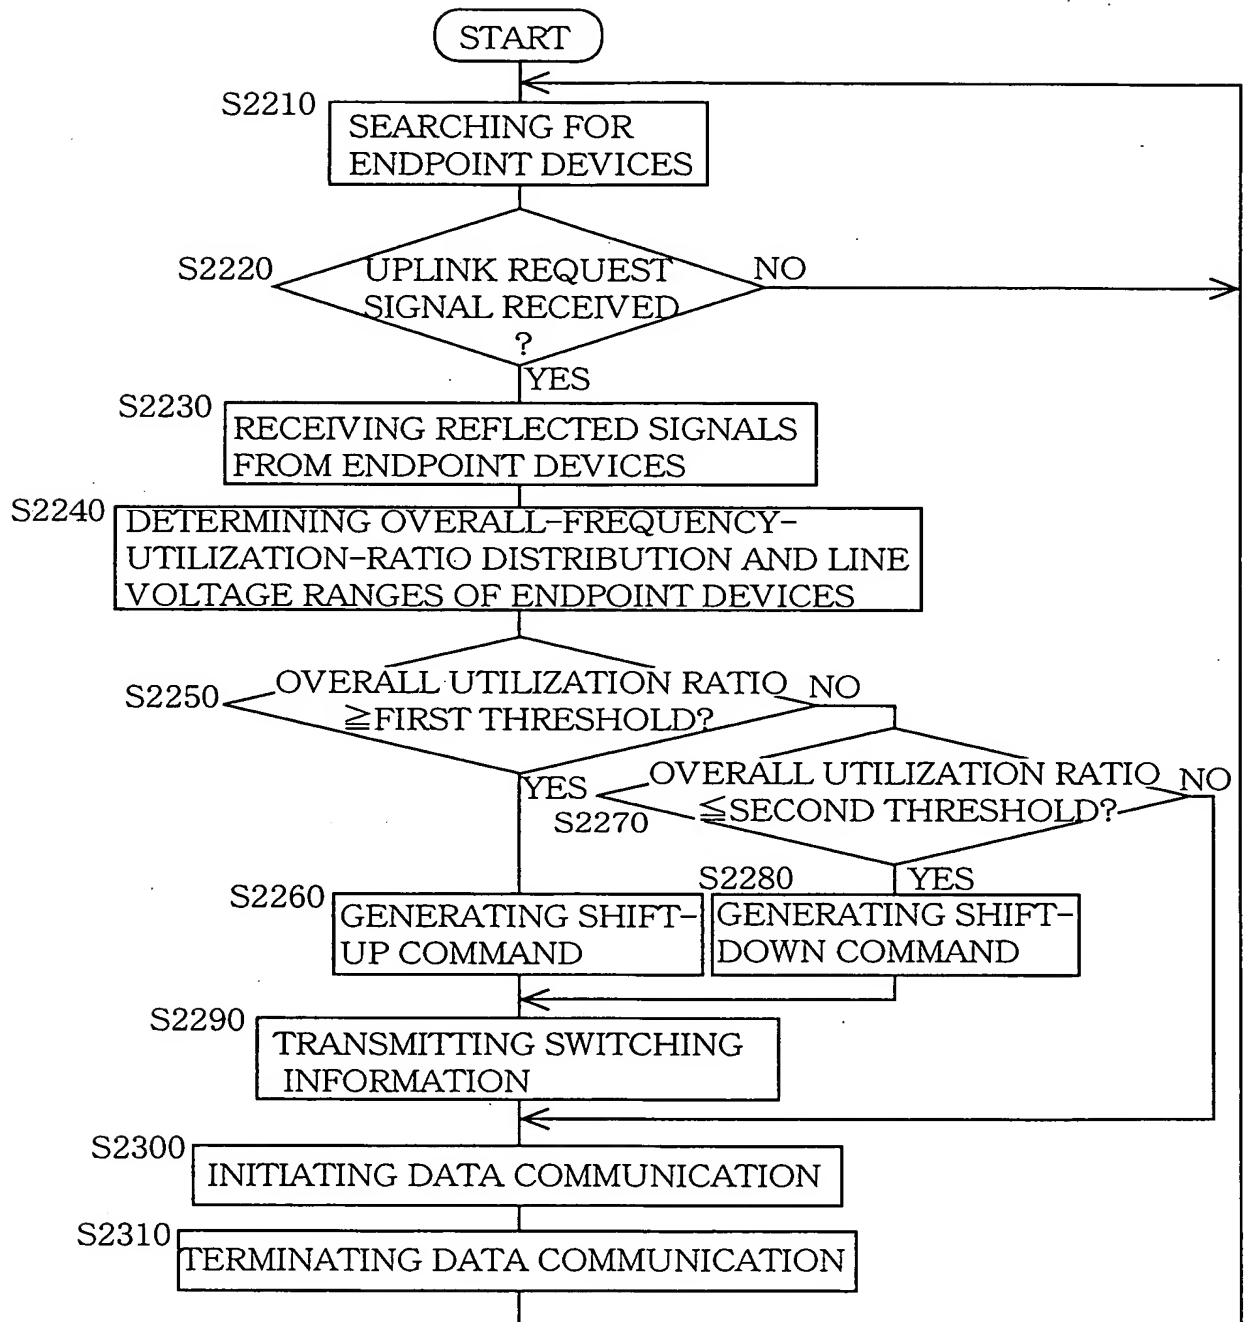 START
S2210
SEARCHING FOR
ENDPOINT DEVICES
S2220
UPLINK REQUEST
SIGNAL RECEIVED
?
NO
YES
S2230
RECEIVING REFLECTED SIGNALS
FROM ENDPOINT DEVICES
S2240
DETERMINING OVERALL-FREQUENCY-
UTILIZATION-RATIO DISTRIBUTION AND LINE
VOLTAGE RANGES OF ENDPOINT DEVICES
S2250
OVERALL UTILIZATION RATIO
≧FIRST THRESHOLD?
NO
YES
OVERALL UTILIZATION RATIO
≦SECOND THRESHOLD?
NO
S2270
YES
S2260
GENERATING SHIFT-
UP COMMAND
S2280
GENERATING SHIFT-
DOWN COMMAND
S2290
TRANSMITTING SWITCHING
INFORMATION
S2300
INITIATING DATA COMMUNICATION
S2310
TERMINATING DATA COMMUNICATION